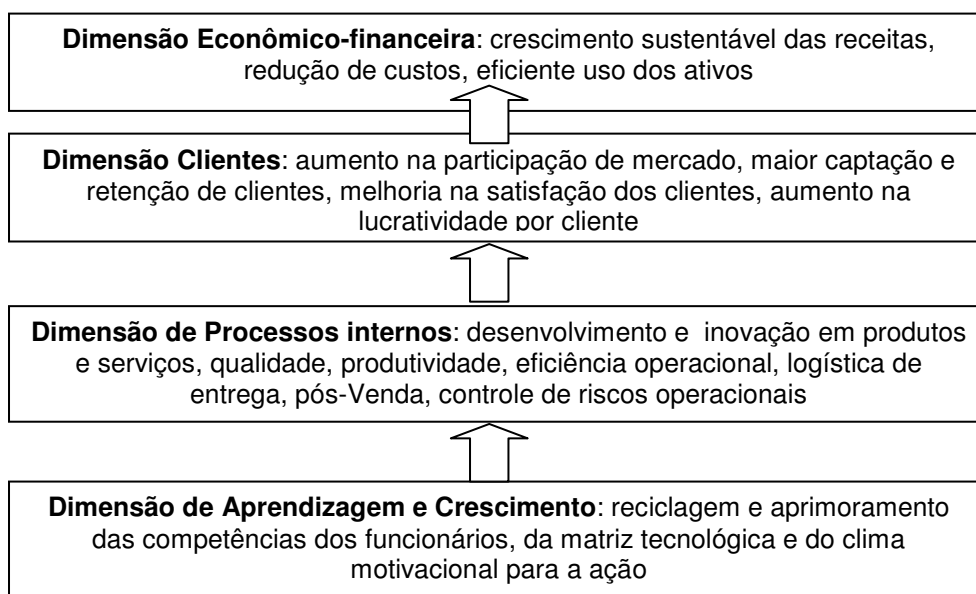 Dimensão Econômico-financeira: crescimento sustentável das receitas,
redução de custos, eficiente uso dos ativos
Dimensão Clientes: aumento na participação de mercado, maior captação e
retenção de clientes, melhoria na satisfação dos clientes, aumento na
lucratividade por cliente
Dimensão de Processos internos: desenvolvimento e inovação em produtos
e serviços, qualidade, produtividade, eficiência operacional, logística de
entrega, pós-Venda, controle de riscos operacionais
Dimensão de Aprendizagem e Crescimento: reciclagem e aprimoramento
das competências dos funcionários, da matriz tecnológica e do clima
motivacional para a ação